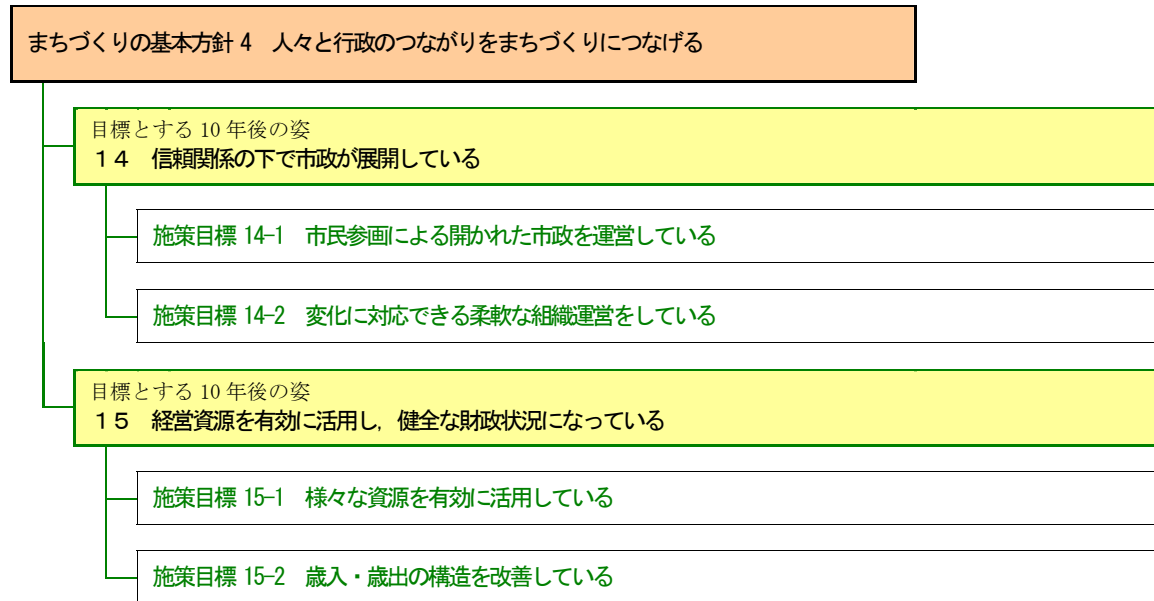 まちづくりの基本方針４　人々と行政のつながりをまちづくりにつなげる
目標とする 10 年後の姿
１４　信頼関係の下で市政が展開している
施策目標 14-1　市民参画による開かれた市政を運営している
施策目標 14-2　変化に対応できる柔軟な組織運営をしている
目標とする 10 年後の姿
１５　経営資源を有効に活用し，健全な財政状況になっている
施策目標 15-1　様々な資源を有効に活用している
施策目標 15-2　歳入・歳出の構造を改善している